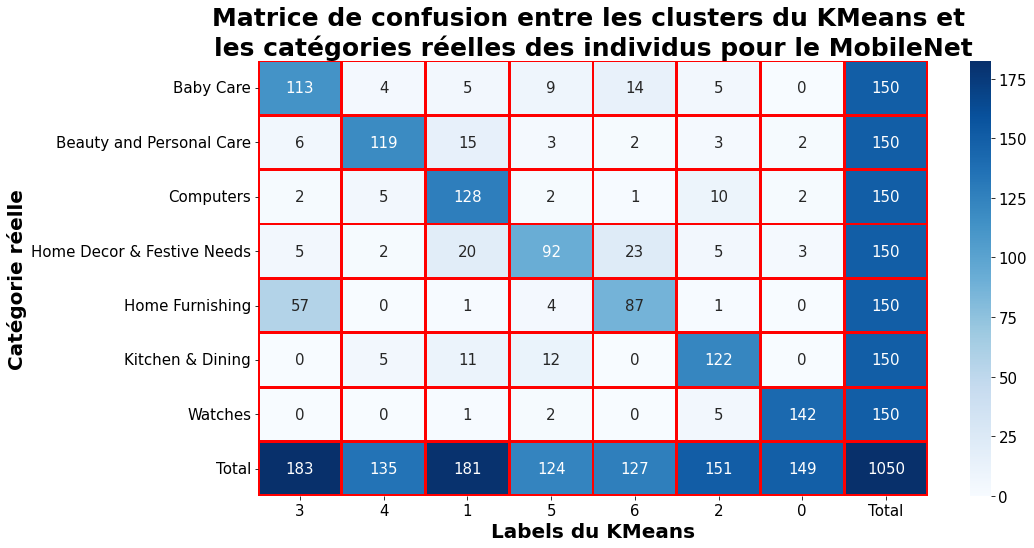 Matrice de confusion entre les clusters du KMeans et
les catégories réelles des individus pour le MobileNet
Catégorie réelle
Baby Care 113 4 5 9 14 5 0 150
Beauty and Personal Care 6 119 15 3 2 3 2 150
Computers 2 5 128 2 1 10 2 150
Home Decor & Festive Needs 5 2 20 92 23 5 3 150
Home Furnishing 57 0 1 4 87 1 0 150
Kitchen & Dining 0 5 11 12 0 122 0 150
Watches 0 0 1 2 0 5 142 150
Total 183 135 181 124 127 151 149 1050
3 4 1 5 6 2 0 Total
Labels du KMeans
175
150
125
100
75
50
25
0